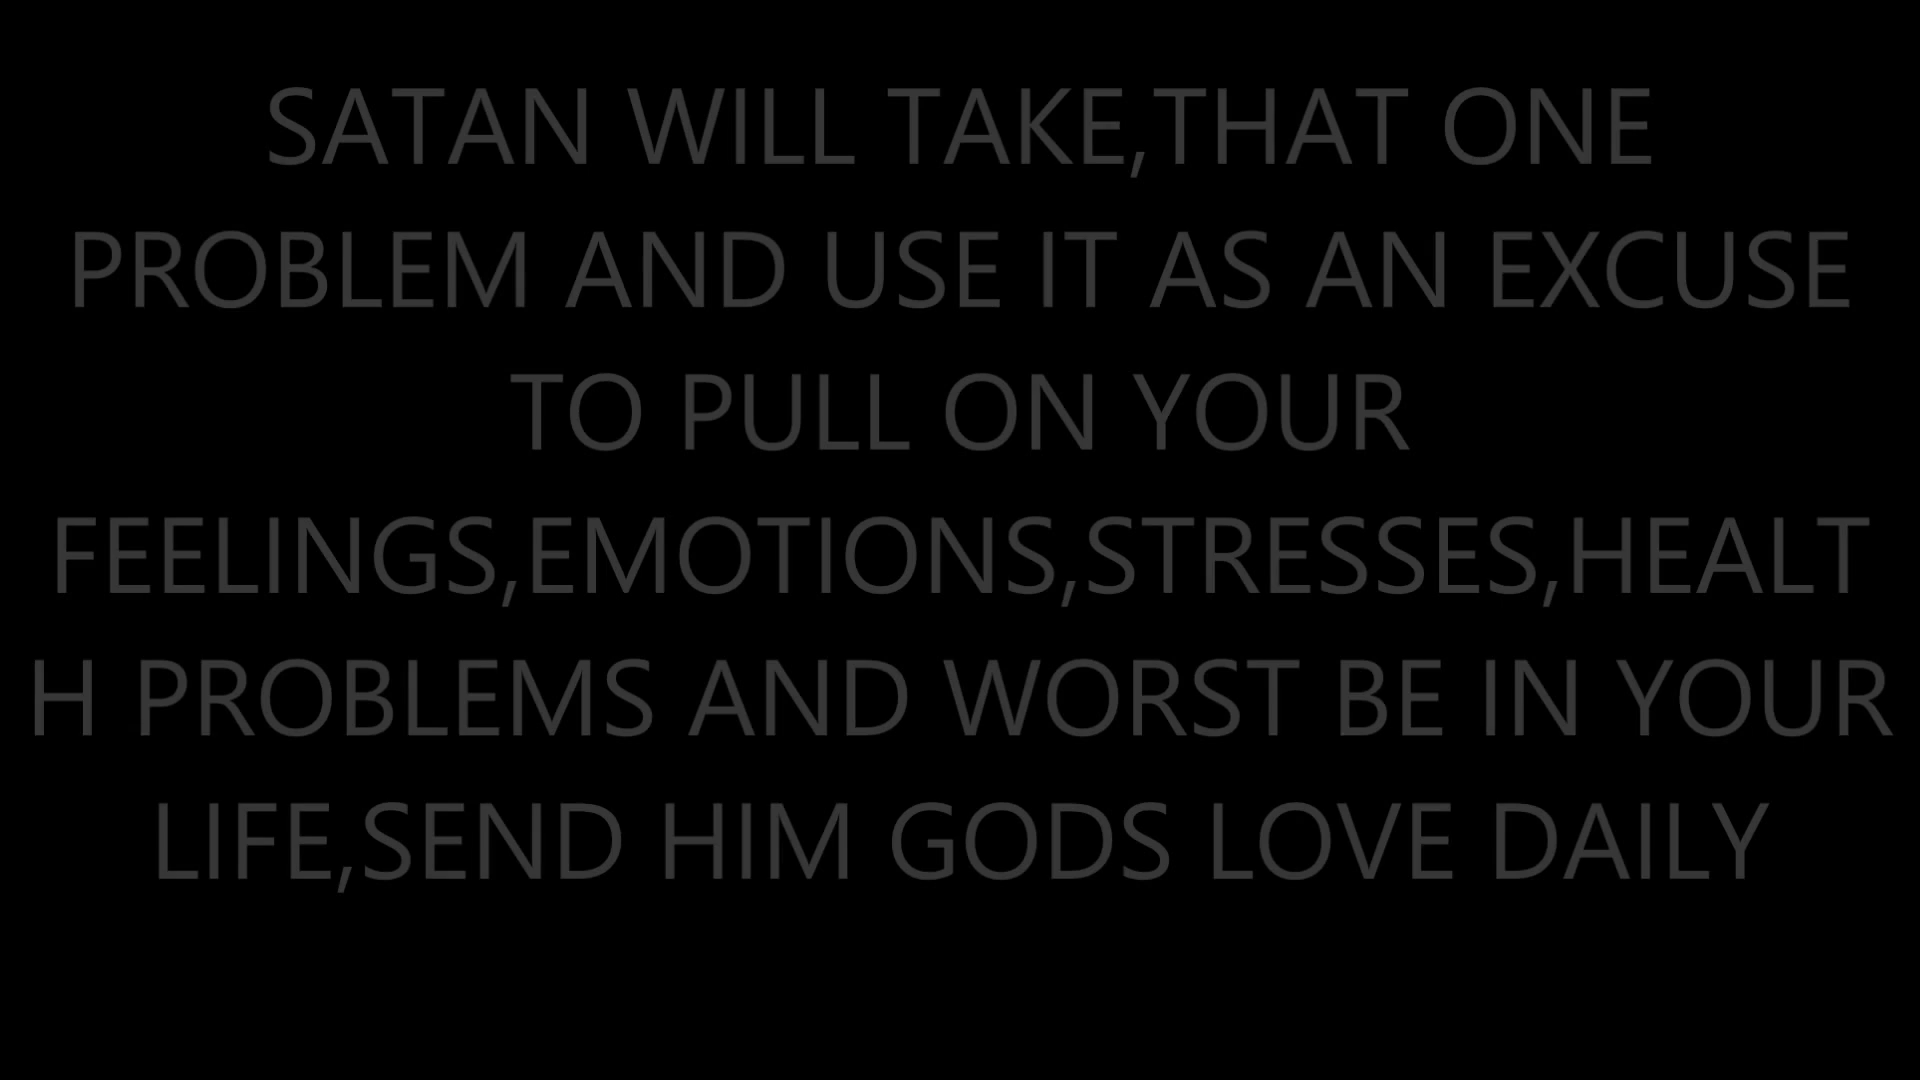 SATAN WILL TAKE,THAT ONE
PROBLEM AND USE IT AS AN EXCUSE
TO PULL ON YOUR
FEELINGS,EMOTIONS,STRESSES,HEALT
H PROBLEMS AND WORST BE IN YOUR
LIFE,SEND HIM GODS LOVE DAILY